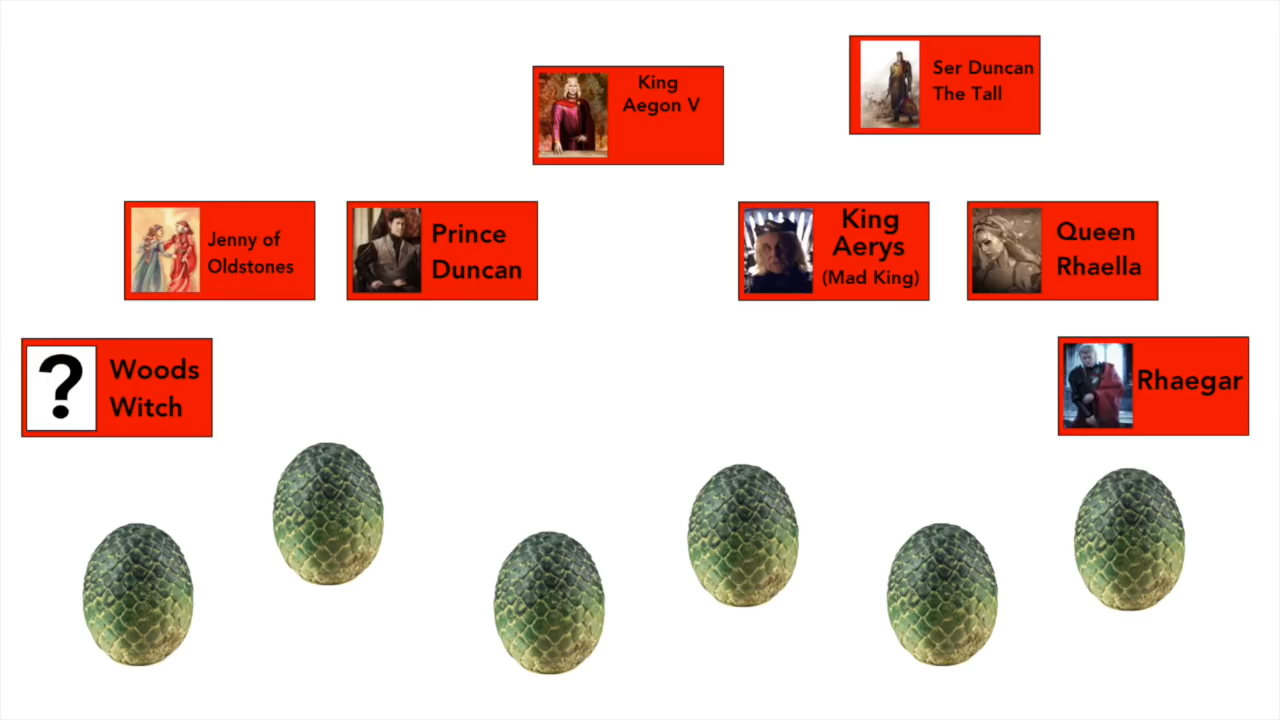 King
Aegon V
Ser Duncan
The Tall
Jenny of
Oldstones
Prince
Duncan
King
Aerys
(Mad King)
Queen
Rhaella
?
Woods
Witch
Rhaegar